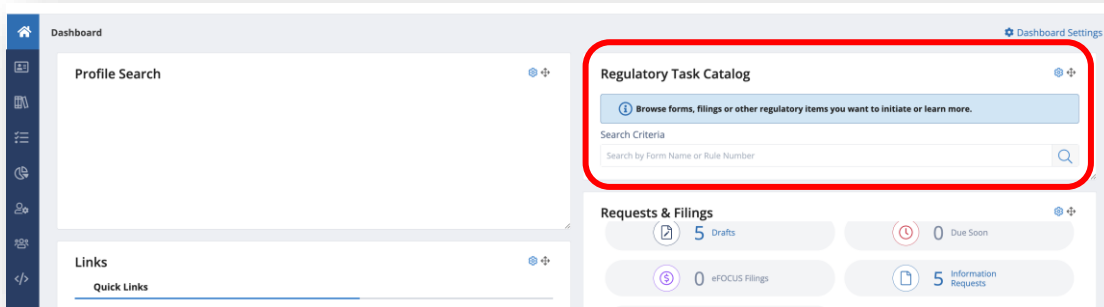 Dashboard
Dashboard Settings
Profile Search
Regulatory Task Catalog
Browse forms, filings or other regulatory items you want to initiate or learn more.
Search Criteria
Search by Form Name or Rule Number
Requests & Filings
5 Drafts
0 Due Soon
Links
0 eFOCUS Filings
5 Information
Requests
Quick Links